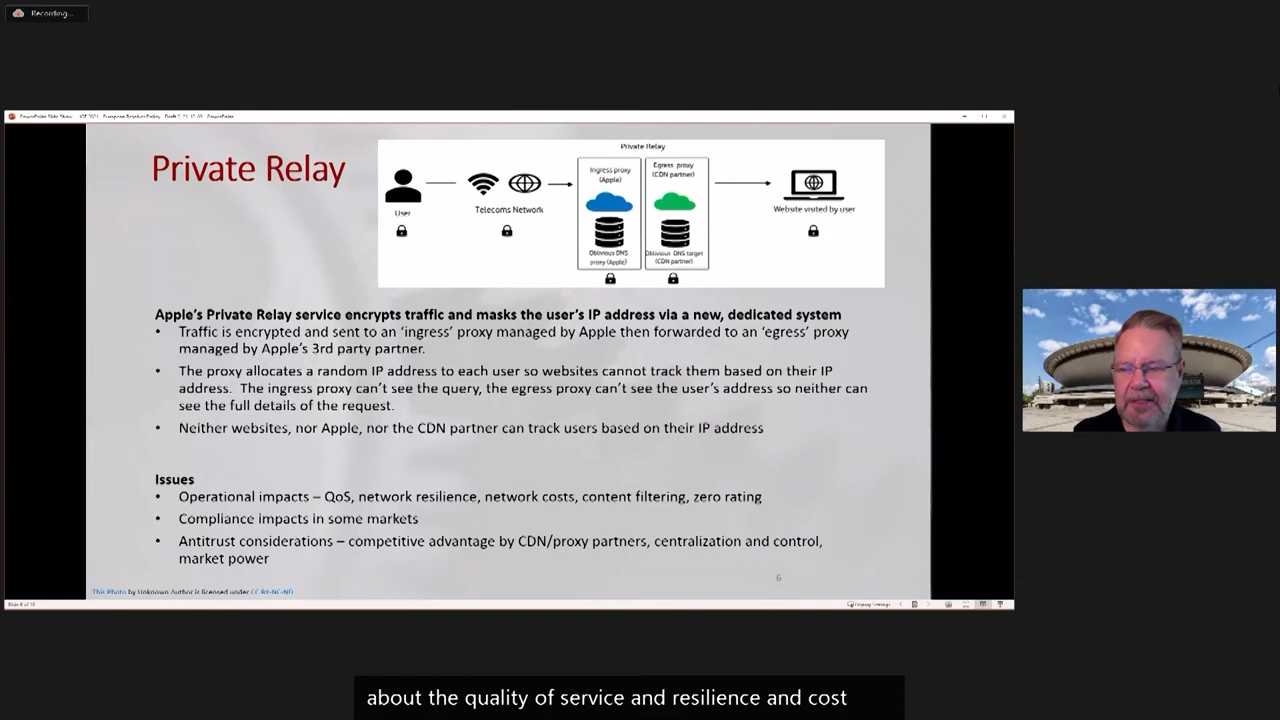 Recording...
PowerPoint Slide Show
Private Relay
Private Relay
User
Telecoms Network
Ingress proxy
(Apple)
Oblivious DNS
proxy (Apple)
Egress proxy
(CDN partner)
Oblivious DNS target
(CDN partner)
Website visited by user
Apple's Private Relay service encrypts traffic and masks the user's IP address via a new, dedicated system
• Traffic is encrypted and sent to an 'ingress' proxy managed by Apple then forwarded to an 'egress' proxy
managed by Apple's 3rd party partner.
• The proxy allocates a random IP address to each user so websites cannot track them based on their IP
address. The ingress proxy can't see the query, the egress proxy can't see the user's address so neither can
see the full details of the request.
• Neither websites, nor Apple, nor the CDN partner can track users based on their IP address
Issues
• Operational impacts – QoS, network resilience, network costs, content filtering, zero rating
• Compliance impacts in some markets
• Antitrust considerations – competitive advantage by CDN/proxy partners, centralization and control,
market power
6
This Photo by Unknown Author is licensed under CC BY-NC-ND
Display Settings
about the quality of service and resilience and cost